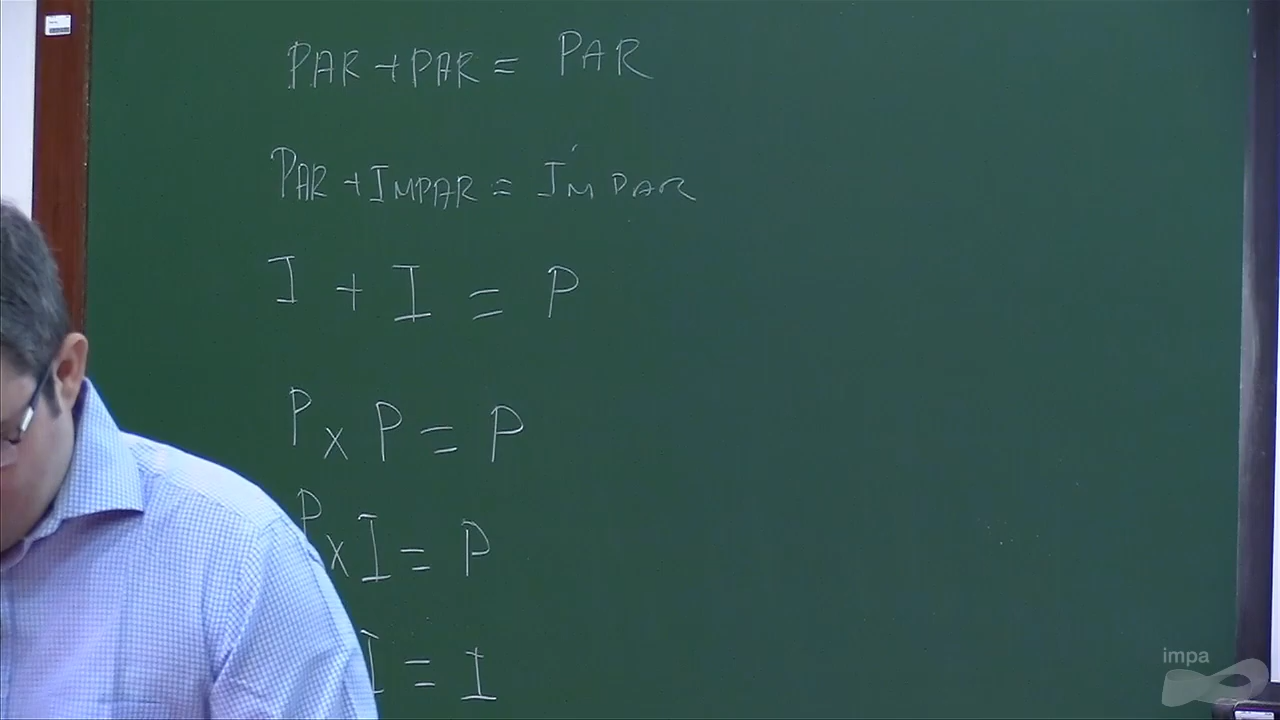 PAR + PAR = PAR
PAR + IMPAR = ÍMPAR
I + I = P
P x P = P
P x I = P
I = I
impa